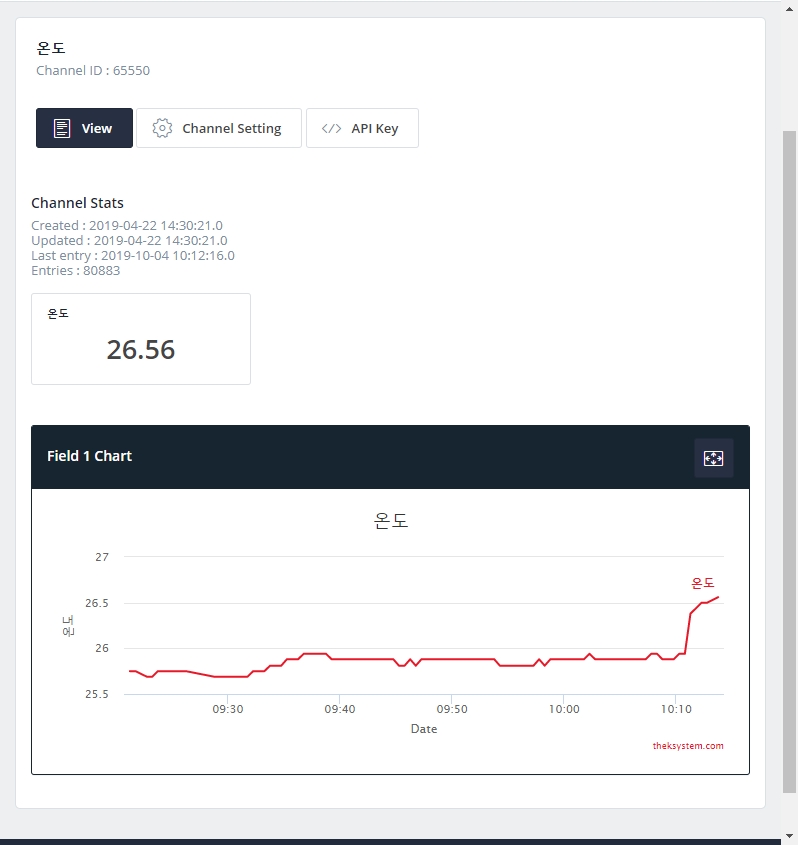 온도
Channel ID : 65550
View
Channel Setting
API Key
Channel Stats
Created : 2019-04-22 14:30:21.0
Updated : 2019-04-22 14:30:21.0
Last entry : 2019-10-04 10:12:16.0
Entries : 80883
온도
26.56
Field 1 Chart
온도
27
온도
26.5
온도
26
25.5
09:30 09:40 09:50 10:00 10:10
Date
theksystem.com